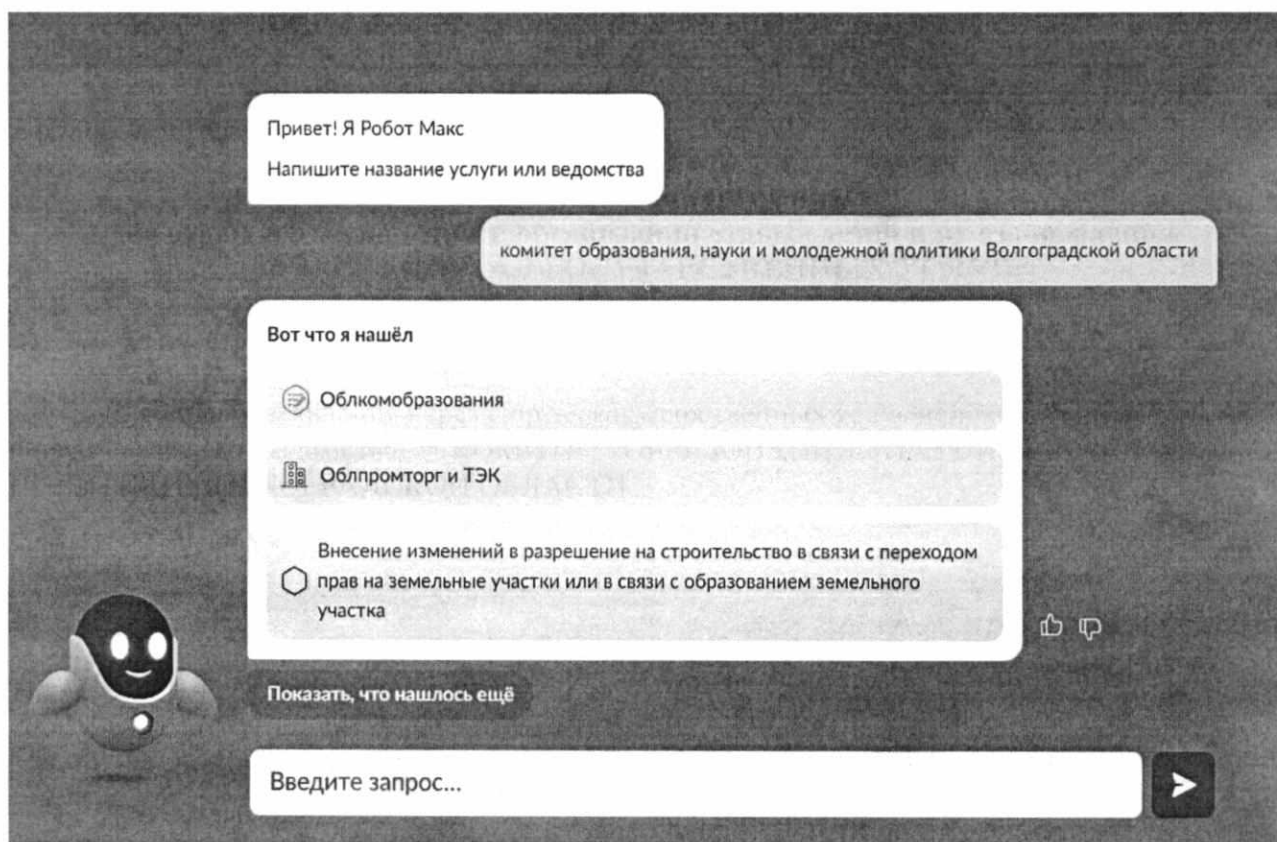 Привет! Я Робот Макс
Напишите название услуги или ведомства
комитет образования, науки и молодежной политики Волгоградской области
Вот что я нашёл
Облкомобразования
Облпромторг и ТЭК
Внесение изменений в разрешение на строительство в связи с переходом
прав на земельные участки или в связи с образованием земельного
участка
Показать, что нашлось ещё
Введите запрос...